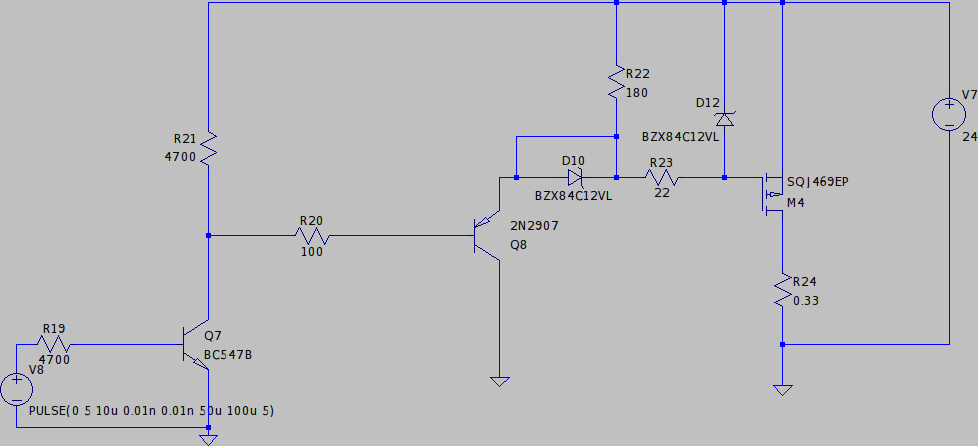 R22
180
V7
24
D12
BZX84C12VL
R21
4700
D10
BZX84C12VL
R23
22
SQJ469EP
M4
R20
100
2N2907
Q8
R24
0.33
R19
4700
Q7
BC547B
V8
PULSE(0 5 10u 0.01n 0.01n 50u 100u 5)